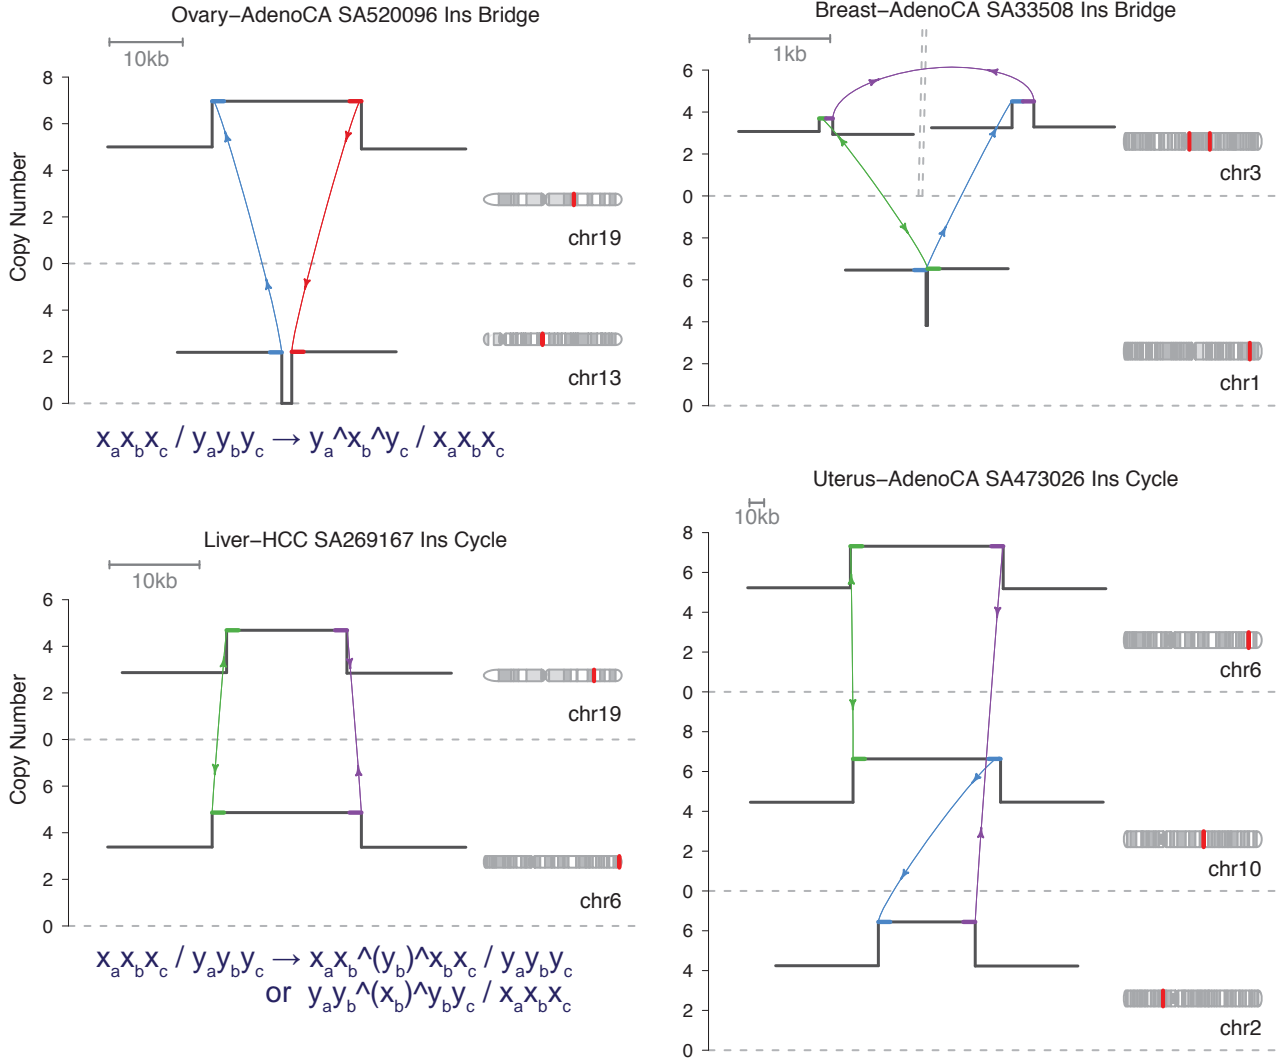 Ovary–AdenoCA SA520096 Ins Bridge
10kb
Copy Number
8
6
4
2
0
4
2
0
chr19
chr13
xaxbxc / yaybyc → ya^xb^yc / xaxbxc
Breast–AdenoCA SA33508 Ins Bridge
1kb
6
4
2
0
8
6
4
2
0
chr3
chr1
Liver–HCC SA269167 Ins Cycle
10kb
Copy Number
6
4
2
0
6
4
2
0
chr19
chr6
xaxbxc / yaybyc → xaxb^(yb)^xbxc / yaybyc
or yayb^(xb)^ybyc / xaxbxc
Uterus–AdenoCA SA473026 Ins Cycle
10kb
8
6
4
2
0
8
6
4
2
0
6
4
2
0
chr6
chr10
chr2